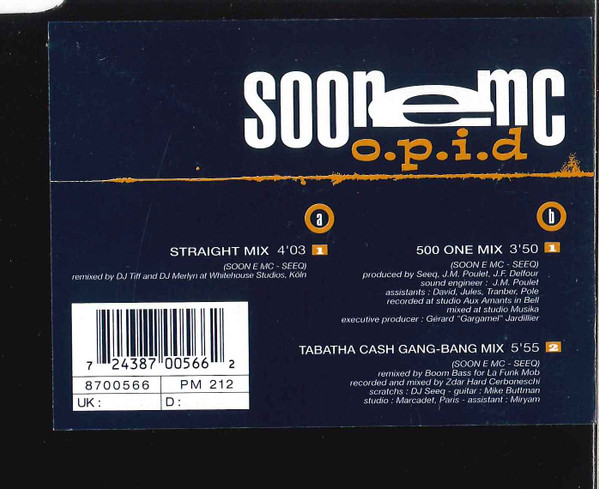 SOON e MC
o.p.i.d
a
STRAIGHT MIX 4'03 1
(SOON E MC - SEEQ)
remixed by DJ Tiff and DJ Merlyn at Whitehouse Studios, Köln
b
500 ONE MIX 3'50 1
(SOON E MC - SEEQ)
produced by Seeq, J.M. Poulet, J.F. Delfour
sound engineer : J.M. Poulet
assistants : David, Jules, Tranber, Pole
recorded at studio Aux Amants in Bell
mixed at studio Musika
executive producer : Gérard "Gargamel" Jardillier
TABATHA CASH GANG-BANG MIX 5'55 2
(SOON E MC - SEEQ)
remixed by Boom Bass for La Funk Mob
recorded and mixed by Zdar Hard Cerboneschi
scratchs : DJ Seeq - guitar : Mike Buttman
studio : Marcadet, Paris - assistant : Miryam
7 24387 00566 2
8700566 PM 212
UK : D :